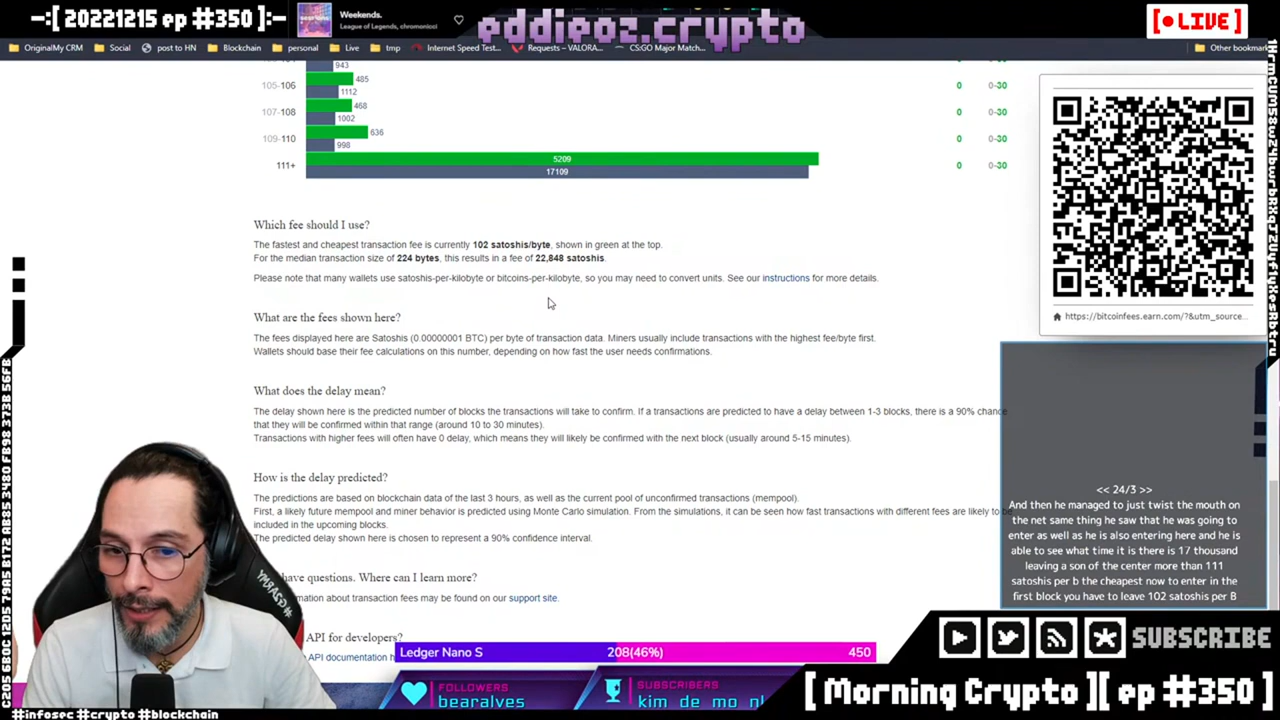 –:[ 20221215 ep #350 ]:–
Weekends.
League of Legends, chromonicci
eddieoz.crypto
[ ● LIVE ]
OriginalMy CRM
Social
post to HN
Blockchain
personal
Live
tmp
Internet Speed Test...
Requests – VALORA...
CS:GO Major Match...
Other bookmar
943
105-106
485
1112
0
0-30
107-108
468
1002
0
0-30
109-110
636
998
0
0-30
111+
5209
17109
0
0-30
Which fee should I use?
The fastest and cheapest transaction fee is currently 102 satoshis/byte, shown in green at the top.
For the median transaction size of 224 bytes, this results in a fee of 22,848 satoshis.
Please note that many wallets use satoshis-per-kilobyte or bitcoins-per-kilobyte, so you may need to convert units. See our instructions for more details.
What are the fees shown here?
The fees displayed here are Satoshis (0.00000001 BTC) per byte of transaction data. Miners usually include transactions with the highest fee/byte first.
Wallets should base their fee calculations on this number, depending on how fast the user needs confirmations.
What does the delay mean?
The delay shown here is the predicted number of blocks the transactions will take to confirm. If a transactions are predicted to have a delay between 1-3 blocks, there is a 90% chance
that they will be confirmed within that range (around 10 to 30 minutes).
Transactions with higher fees will often have 0 delay, which means they will likely be confirmed with the next block (usually around 5-15 minutes).
How is the delay predicted?
The predictions are based on blockchain data of the last 3 hours, as well as the current pool of unconfirmed transactions (mempool).
First, a likely future mempool and miner behavior is predicted using Monte Carlo simulation. From the simulations, it can be seen how fast transactions with different fees are likely to be
included in the upcoming blocks.
The predicted delay shown here is chosen to represent a 90% confidence interval.
have questions. Where can I learn more?
mation about transaction fees may be found on our support site.
API for developers?
API documentation h
https://bitcoinfees.earn.com/?&utm_source...
<< 24/3 >>
And then he managed to just twist the mouth on
the net same thing he saw that he was going to
enter as well as he is also entering here and he is
able to see what time it is there is 17 thousand
leaving a son of the center more than 111
satoshis per b the cheapest now to enter in the
first block you have to leave 102 satoshis per B
Ledger Nano S
208(46%)
450
FOLLOWERS
bearalves
SUBSCRIBERS
kim_de_mo_nl
SUBSCRIBE
[ Morning Crypto ][ ep #350 ]
#infosec #crypto #blockchain